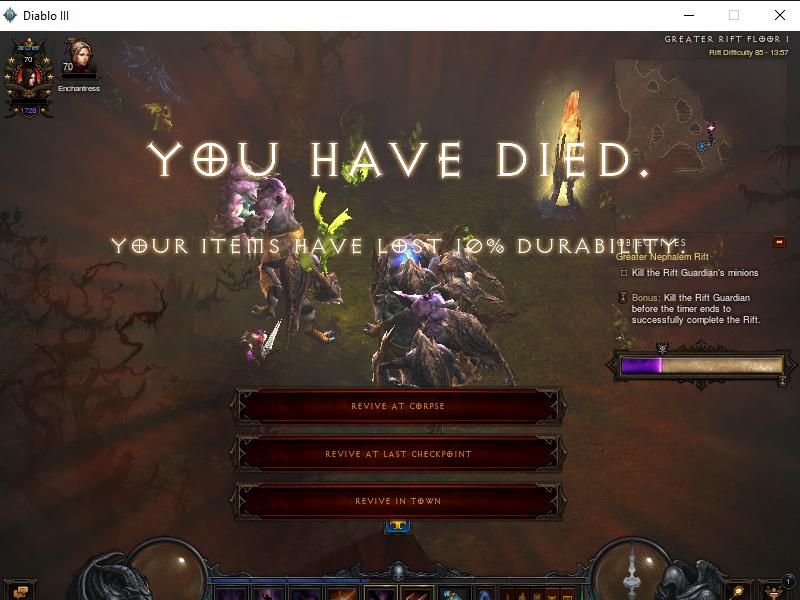 Diablo III
GREATER RIFT FLOOR 1
Rift Difficulty 85 - 13:57
archer
70
70
Enchantress
1728
YOU HAVE DIED.
YOUR ITEMS HAVE LOST 10% DURABILITY.
OBJECTIVES
Greater Nephalem Rift
Kill the Rift Guardian's minions
Bonus: Kill the Rift Guardian
before the timer ends to
successfully complete the Rift.
REVIVE AT CORPSE
REVIVE AT LAST CHECKPOINT
REVIVE IN TOWN
1